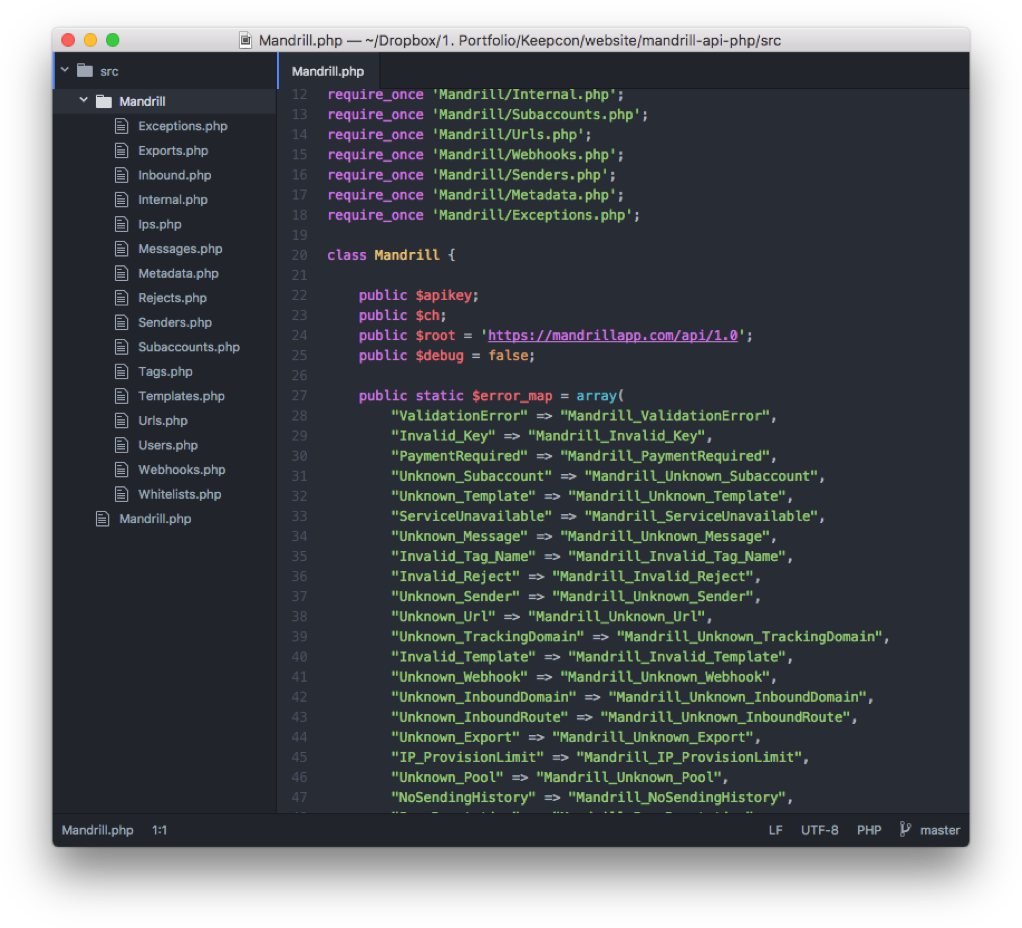 Mandrill.php — ~/Dropbox/1. Portfolio/Keepcon/website/mandrill-api-php/src
src
Mandrill
Exceptions.php
Exports.php
Inbound.php
Internal.php
Ips.php
Messages.php
Metadata.php
Rejects.php
Senders.php
Subaccounts.php
Tags.php
Templates.php
Urls.php
Users.php
Webhooks.php
Whitelists.php
Mandrill.php
Mandrill.php
12 require_once 'Mandrill/Internal.php';
13 require_once 'Mandrill/Subaccounts.php';
14 require_once 'Mandrill/Urls.php';
15 require_once 'Mandrill/Webhooks.php';
16 require_once 'Mandrill/Senders.php';
17 require_once 'Mandrill/Metadata.php';
18 require_once 'Mandrill/Exceptions.php';
19
20 class Mandrill {
21
22 public $apikey;
23 public $ch;
24 public $root = 'https://mandrillapp.com/api/1.0';
25 public $debug = false;
26
27 public static $error_map = array(
28 "ValidationError" => "Mandrill_ValidationError",
29 "Invalid_Key" => "Mandrill_Invalid_Key",
30 "PaymentRequired" => "Mandrill_PaymentRequired",
31 "Unknown_Subaccount" => "Mandrill_Unknown_Subaccount",
32 "Unknown_Template" => "Mandrill_Unknown_Template",
33 "ServiceUnavailable" => "Mandrill_ServiceUnavailable",
34 "Unknown_Message" => "Mandrill_Unknown_Message",
35 "Invalid_Tag_Name" => "Mandrill_Invalid_Tag_Name",
36 "Invalid_Reject" => "Mandrill_Invalid_Reject",
37 "Unknown_Sender" => "Mandrill_Unknown_Sender",
38 "Unknown_Url" => "Mandrill_Unknown_Url",
39 "Unknown_TrackingDomain" => "Mandrill_Unknown_TrackingDomain",
40 "Invalid_Template" => "Mandrill_Invalid_Template",
41 "Unknown_Webhook" => "Mandrill_Unknown_Webhook",
42 "Unknown_InboundDomain" => "Mandrill_Unknown_InboundDomain",
43 "Unknown_InboundRoute" => "Mandrill_Unknown_InboundRoute",
44 "Unknown_Export" => "Mandrill_Unknown_Export",
45 "IP_ProvisionLimit" => "Mandrill_IP_ProvisionLimit",
46 "Unknown_Pool" => "Mandrill_Unknown_Pool",
47 "NoSendingHistory" => "Mandrill_NoSendingHistory",
Mandrill.php 1:1 LF UTF-8 PHP master